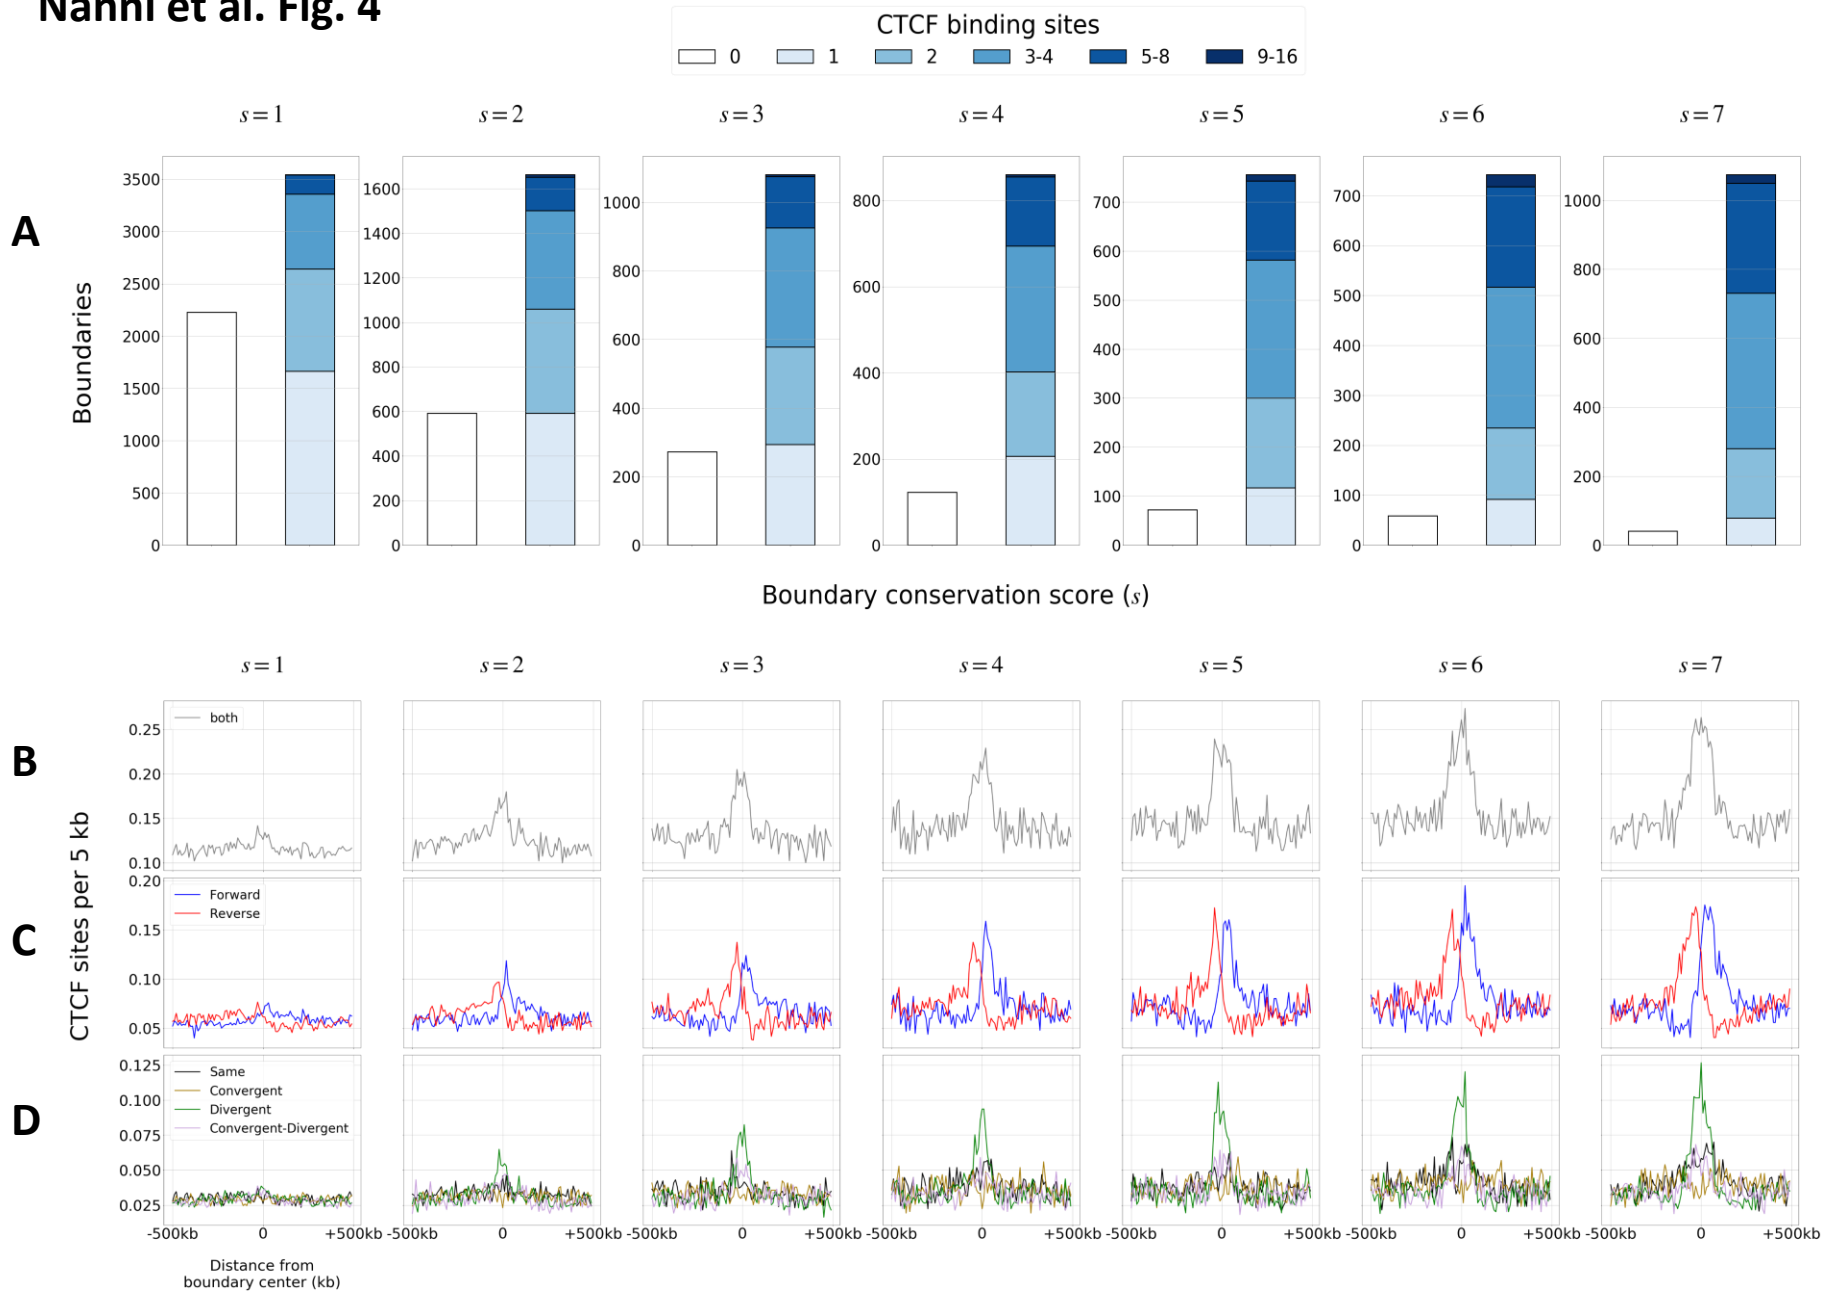 Nanni et al. Fig. 4
CTCF binding sites
0 1 2 3-4 5-8 9-16
s=1 s=2 s=3 s=4 s=5 s=6 s=7
A
Boundaries
3500
3000
2500
2000
1500
1000
500
0
1600
1400
1200
1000
800
600
400
200
0
1000
800
600
400
200
0
800
600
400
200
0
700
600
500
400
300
200
100
0
700
600
500
400
300
200
100
0
1000
800
600
400
200
0
Boundary conservation score (s)
s=1 s=2 s=3 s=4 s=5 s=6 s=7
CTCF sites per 5 kb
B
both
0.25
0.20
0.15
0.10
C
Forward
Reverse
0.20
0.15
0.10
0.05
D
Same
Convergent
Divergent
Convergent-Divergent
0.125
0.100
0.075
0.050
0.025
-500kb 0 +500kb -500kb 0 +500kb -500kb 0 +500kb -500kb 0 +500kb -500kb 0 +500kb -500kb 0 +500kb -500kb 0 +500kb
Distance from
boundary center (kb)